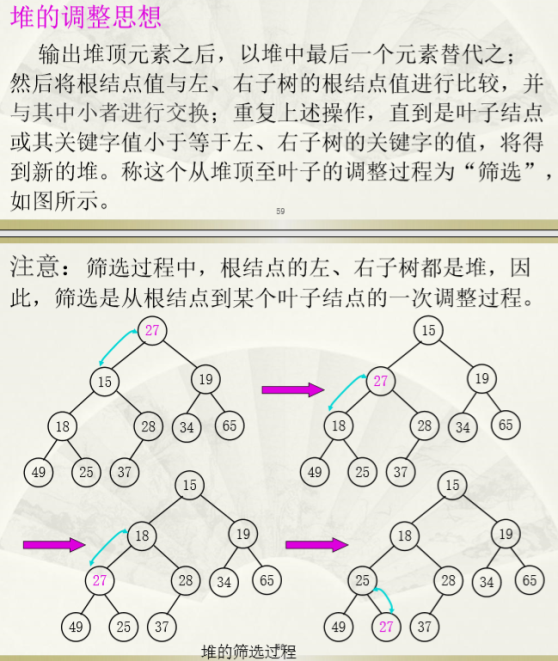 堆的调整思想
输出堆顶元素之后，以堆中最后一个元素替代之；
然后将根结点值与左、右子树的根结点值进行比较，并
与其中小者进行交换；重复上述操作，直到是叶子结点
或其关键字值小于等于左、右子树的关键字的值，将得
到新的堆。称这个从堆顶至叶子的调整过程为“筛选”，
如图所示。
59
注意：筛选过程中，根结点的左、右子树都是堆，因
此，筛选是从根结点到某个叶子结点的一次调整过程。
27
15 19
18 28 34 65
49 25 37
15
27 19
18 28 34 65
49 25 37
15
18 19
27 28 34 65
49 25 37
15
18 19
25 28 34 65
49 27 37
堆的筛选过程